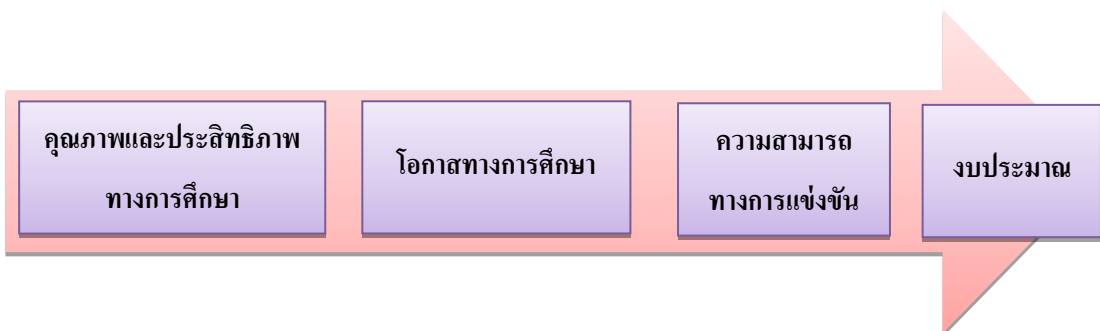 คุณภาพและประสิทธิภาพ
ทางการศึกษา
โอกาสทางการศึกษา
ความสามารถ
ทางการแข่งขัน
งบประมาณ